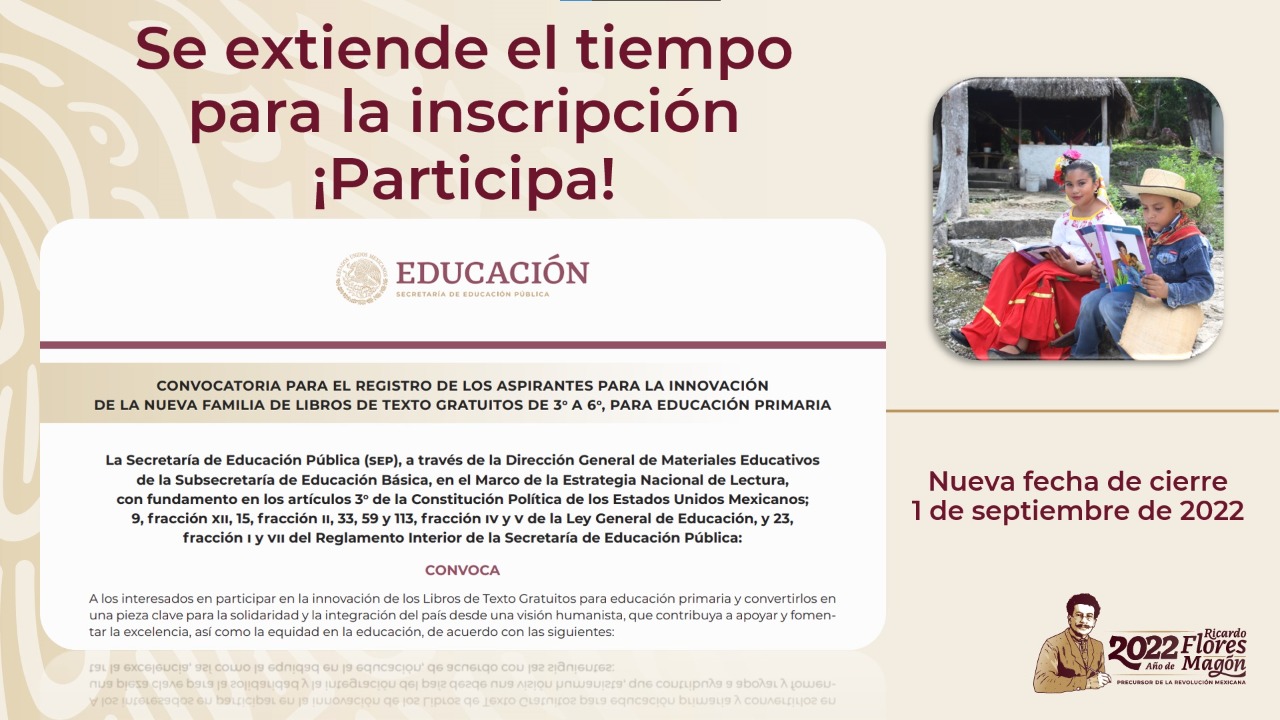 Se extiende el tiempo
para la inscripción
¡Participa!
EDUCACIÓN
SECRETARÍA DE EDUCACIÓN PÚBLICA
CONVOCATORIA PARA EL REGISTRO DE LOS ASPIRANTES PARA LA INNOVACIÓN
DE LA NUEVA FAMILIA DE LIBROS DE TEXTO GRATUITOS DE 3° A 6°, PARA EDUCACIÓN PRIMARIA
La Secretaría de Educación Pública (SEP), a través de la Dirección General de Materiales Educativos
de la Subsecretaría de Educación Básica, en el Marco de la Estrategia Nacional de Lectura,
con fundamento en los artículos 3° de la Constitución Política de los Estados Unidos Mexicanos;
9, fracción XII, 15, fracción II, 33, 59 y 113, fracción IV y V de la Ley General de Educación, y 23,
fracción I y VII del Reglamento Interior de la Secretaría de Educación Pública:
CONVOCA
A los interesados en participar en la innovación de los Libros de Texto Gratuitos para educación primaria y convertirlos en
una pieza clave para la solidaridad y la integración del país desde una visión humanista, que contribuya a apoyar y fomen-
tar la excelencia, así como la equidad en la educación, de acuerdo con las siguientes:
Nueva fecha de cierre
1 de septiembre de 2022
2022 Ricardo
Año de Flores
Magón
PRECURSOR DE LA REVOLUCIÓN MEXICANA